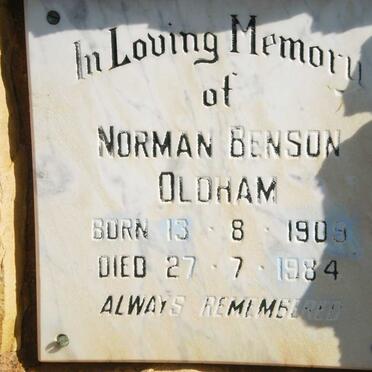 In Loving Memory
of
NORMAN BENSON
OLDHAM
BORN 13 · 8 · 1909
DIED 27 · 7 · 1984
ALWAYS REMEMBERED